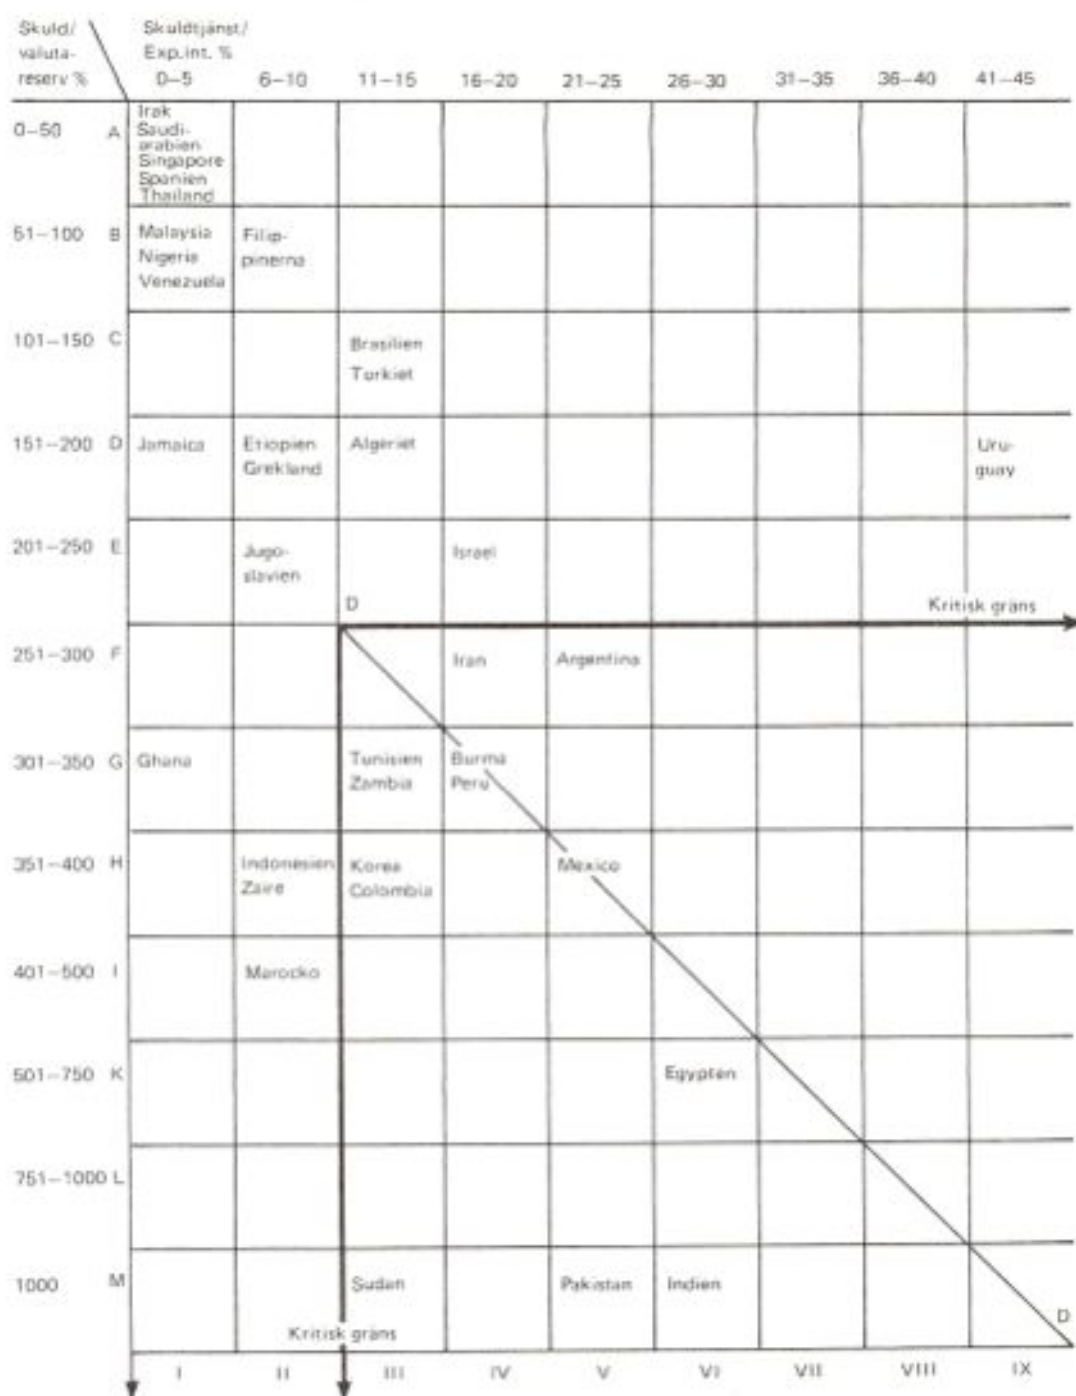 Skuld/ Skuldtjänst/
valuta- Exp.int. %
reserv % 0–5 6–10 11–15 16–20 21–25 26–30 31–35 36–40 41–45
0–50 A Irak
Saudi-
arabien
Singapore
Spanien
Thailand
51–100 B Malaysia Filip-
Nigeria pinerna
Venezuela
101–150 C Brasilien
Turkiet
151–200 D Jamaica Etiopien Algeriet Uru-
Grekland guay
201–250 E Jugo- Israel
slavien
D Kritisk gräns
251–300 F Iran Argentina
301–350 G Ghana Tunisien Burma
Zambia Peru
351–400 H Indonesien Korea Mexico
Zaire Colombia
401–500 I Marocko
501–750 K Egypten
751–1000 L
1000 M Sudan Pakistan Indien
D
Kritisk gräns
I II III IV V VI VII VIII IX